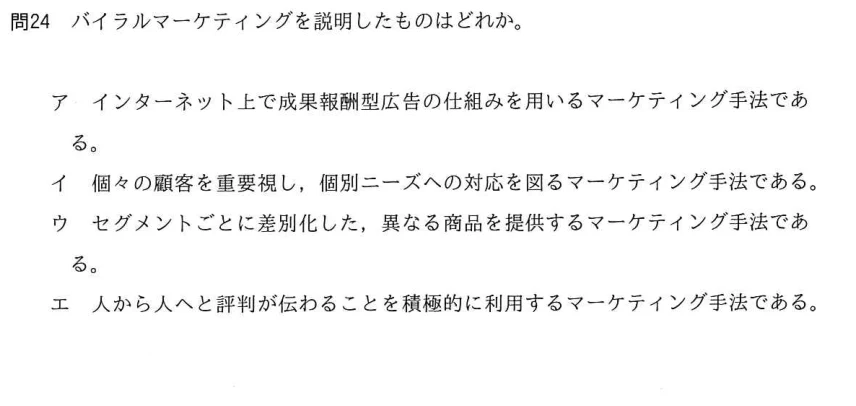 問24 バイラルマーケティングを説明したものはどれか。
ア インターネット上で成果報酬型広告の仕組みを用いるマーケティング手法であ
る。
イ 個々の顧客を重要視し，個別ニーズへの対応を図るマーケティング手法である。
ウ セグメントごとに差別化した，異なる商品を提供するマーケティング手法であ
る。
エ 人から人へと評判が伝わることを積極的に利用するマーケティング手法である。